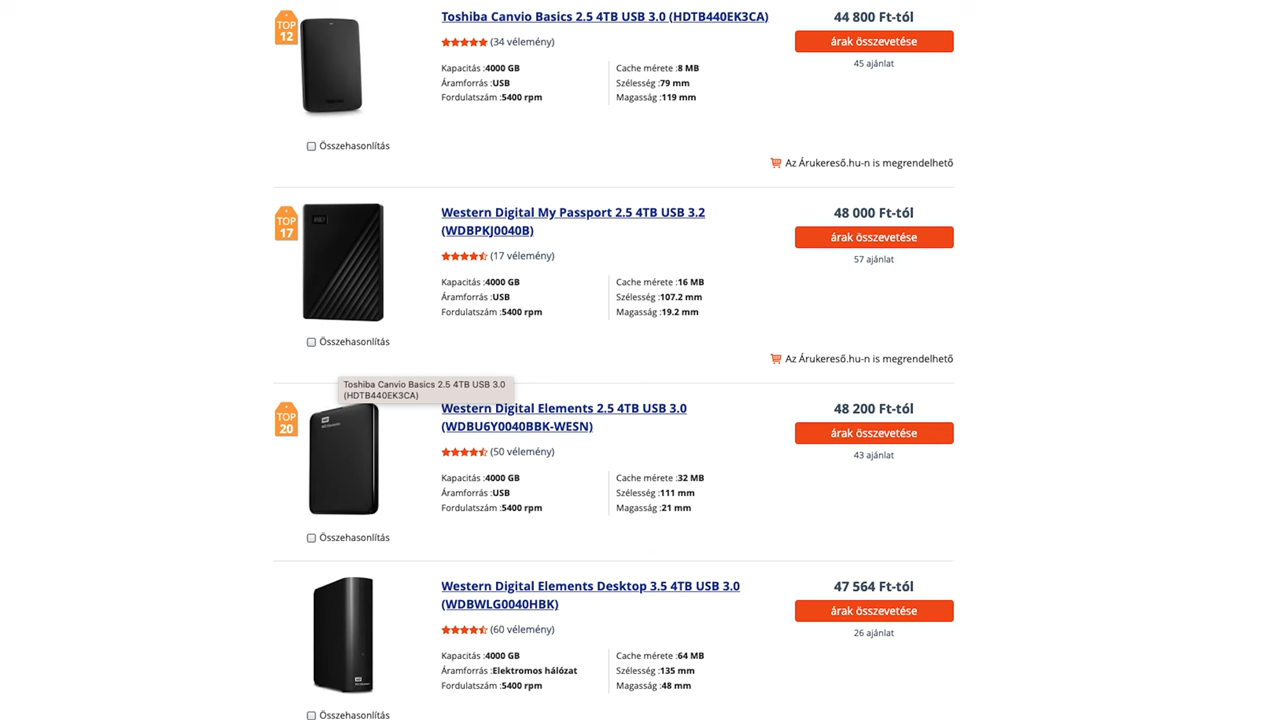 TOP
12
Toshiba Canvio Basics 2.5 4TB USB 3.0 (HDTB440EK3CA)
(34 vélemény)
Kapacitás :4000 GB
Áramforrás :USB
Fordulatszám :5400 rpm
Cache mérete :8 MB
Szélesség :79 mm
Magasság :119 mm
44 800 Ft-tól
árak összevetése
45 ajánlat
Összehasonlítás
Az Árukereső.hu-n is megrendelhető
TOP
17
WD
Western Digital My Passport 2.5 4TB USB 3.2
(WDBPKJ0040B)
(17 vélemény)
Kapacitás :4000 GB
Áramforrás :USB
Fordulatszám :5400 rpm
Cache mérete :16 MB
Szélesség :107.2 mm
Magasság :19.2 mm
48 000 Ft-tól
árak összevetése
57 ajánlat
Összehasonlítás
Az Árukereső.hu-n is megrendelhető
Toshiba Canvio Basics 2.5 4TB USB 3.0
(HDTB440EK3CA)
TOP
20
WD
Western Digital Elements 2.5 4TB USB 3.0
(WDBU6Y0040BBK-WESN)
(50 vélemény)
Kapacitás :4000 GB
Áramforrás :USB
Fordulatszám :5400 rpm
Cache mérete :32 MB
Szélesség :111 mm
Magasság :21 mm
48 200 Ft-tól
árak összevetése
43 ajánlat
Összehasonlítás
Western Digital Elements Desktop 3.5 4TB USB 3.0
(WDBWLG0040HBK)
(60 vélemény)
Kapacitás :4000 GB
Áramforrás :Elektromos hálózat
Fordulatszám :5400 rpm
Cache mérete :64 MB
Szélesség :135 mm
Magasság :48 mm
47 564 Ft-tól
árak összevetése
26 ajánlat
WD
Összehasonlítás